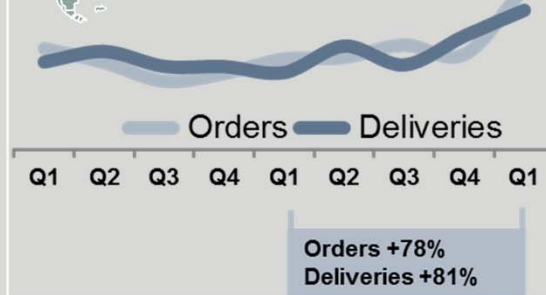 Orders Deliveries
Q1 Q2 Q3 Q4 Q1 Q2 Q3 Q4 Q1
Orders +78%
Deliveries +81%